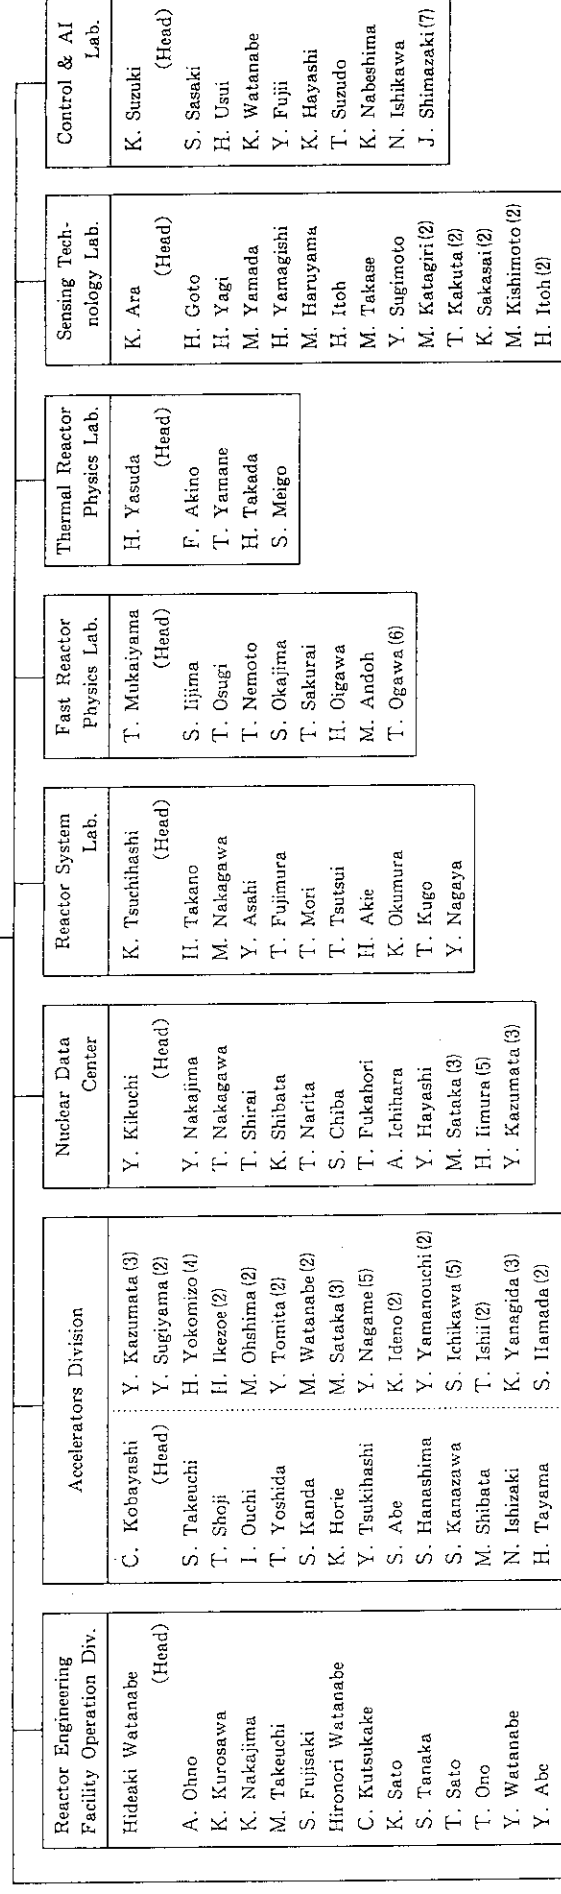 Reactor Engineering
Facility Operation Div.
Hideaki Watanabe
(Head)
A. Ohno
K. Kurosawa
K. Nakajima
M. Takeuchi
S. Fujisaki
Hironori Watanabe
C. Kutsukake
K. Sato
S. Tanaka
T. Sato
T. Ono
Y. Watanabe
Y. Abe
Accelerators Division
C. Kobayashi
(Head)
S. Takeuchi
T. Shoji
I. Ouchi
T. Yoshida
S. Kanda
K. Horie
Y. Tsukihashi
S. Abe
S. Hanashima
S. Kanazawa
M. Shibata
N. Ishizaki
H. Tayama
Y. Kazumata (3)
Y. Sugiyama (2)
H. Yokomizo (4)
H. Ikezoe (2)
M. Ohshima (2)
Y. Tomita (2)
M. Watanabe (2)
M. Sataka (3)
Y. Nagame (5)
K. Ideno (2)
Y. Yamanouchi (2)
S. Ichikawa (5)
T. Ishii (2)
K. Yanagida (3)
S. Hamada (2)
Nuclear Data
Center
Y. Kikuchi
(Head)
Y. Nakajima
T. Nakagawa
T. Shirai
K. Shibata
T. Narita
S. Chiba
T. Fukahori
A. Ichihara
Y. Hayashi
M. Sataka (3)
H. Iimura (5)
Y. Kazumata (3)
Reactor System
Lab.
K. Tsuchihashi
(Head)
H. Takano
M. Nakagawa
Y. Asahi
T. Fujimura
T. Mori
T. Tsutsui
H. Akie
K. Okumura
T. Kugo
Y. Nagaya
Fast Reactor
Physics Lab.
T. Mukaiyama
(Head)
S. Iijima
T. Osugi
T. Nemoto
S. Okajima
T. Sakurai
H. Oigawa
M. Andoh
T. Ogawa (6)
Thermal Reactor
Physics Lab.
H. Yasuda
(Head)
F. Akino
T. Yamane
H. Takada
S. Meigo
Sensing Tech-
nology Lab.
K. Ara
(Head)
H. Goto
H. Yagi
M. Yamada
H. Yamagishi
M. Haruyama
H. Itoh
M. Takase
Y. Sugimoto
M. Katagiri (2)
T. Kakuta (2)
K. Sakasai (2)
M. Kishimoto (2)
H. Itoh (2)
Control & AI
Lab.
K. Suzuki
(Head)
S. Sasaki
H. Usui
K. Watanabe
Y. Fujii
K. Hayashi
T. Suzudo
K. Nabeshima
N. Ishikawa
J. Shimazaki (7)